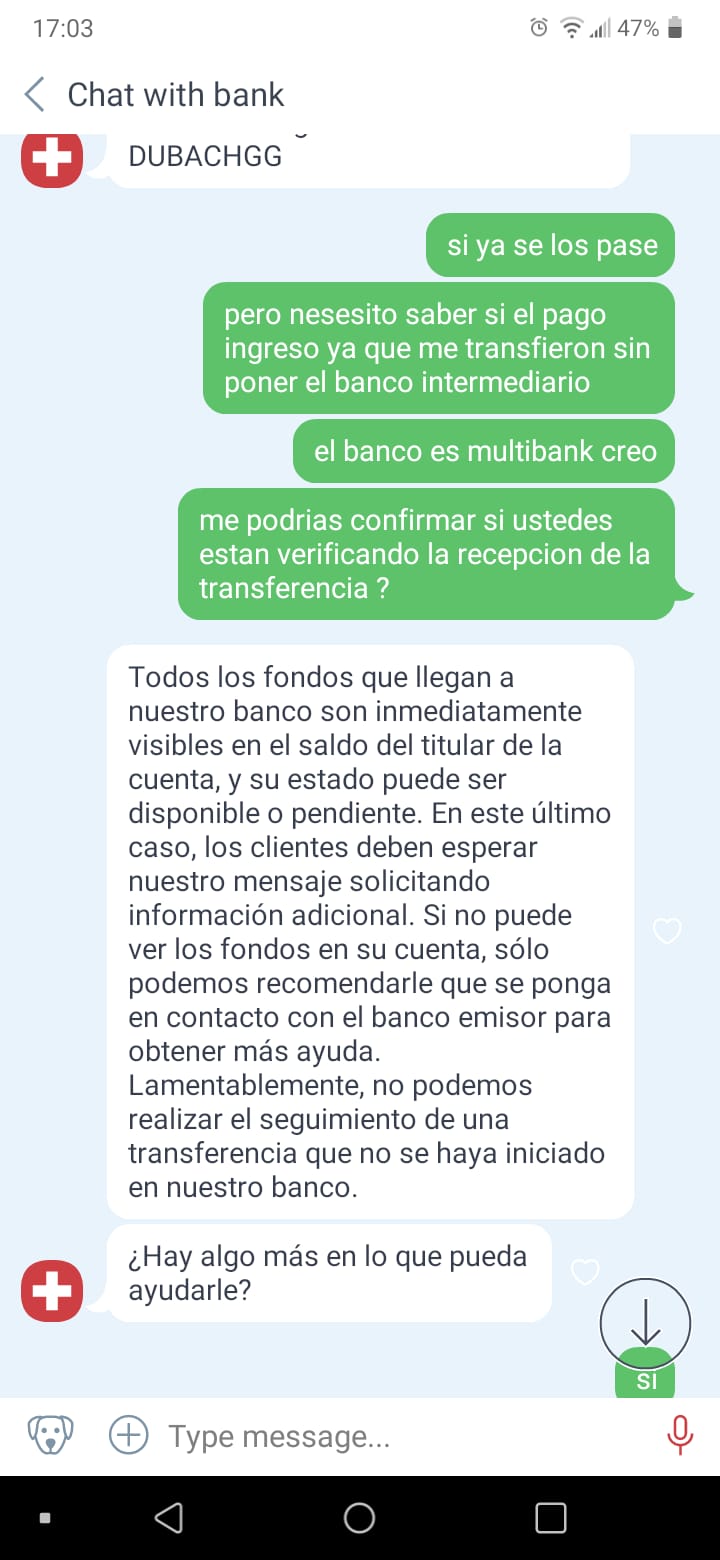 17:03
47%
Chat with bank
DUBACHGG
si ya se los pase
pero nesesito saber si el pago
ingreso ya que me transfieron sin
poner el banco intermediario
el banco es multibank creo
me podrias confirmar si ustedes
estan verificando la recepcion de la
transferencia ?
Todos los fondos que llegan a
nuestro banco son inmediatamente
visibles en el saldo del titular de la
cuenta, y su estado puede ser
disponible o pendiente. En este último
caso, los clientes deben esperar
nuestro mensaje solicitando
información adicional. Si no puede
ver los fondos en su cuenta, sólo
podemos recomendarle que se ponga
en contacto con el banco emisor para
obtener más ayuda.
Lamentablemente, no podemos
realizar el seguimiento de una
transferencia que no se haya iniciado
en nuestro banco.
¿Hay algo más en lo que pueda
ayudarle?
SI
Type message...